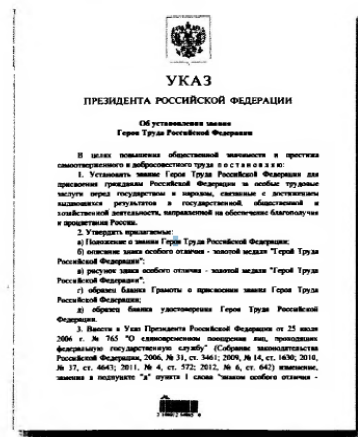 УКАЗ
ПРЕЗИДЕНТА РОССИЙСКОЙ ФЕДЕРАЦИИ
Об установлении звания
Героя Труда Российской Федерации
В целях повышения общественной значимости и престижа
самоотверженного и добросовестного труда постановляю:
1. Установить звание Героя Труда Российской Федерации для
присвоения гражданам Российской Федерации за особые трудовые
заслуги перед государством и народом, связанные с достижением
выдающихся результатов в государственной, общественной и
хозяйственной деятельности, направленной на обеспечение благополучия
и процветания России.
2. Утвердить прилагаемые:
а) Положение о звании Героя Труда Российской Федерации;
б) описание знака особого отличия - золотой медали "Герой Труда
Российской Федерации";
в) рисунок знака особого отличия - золотой медали "Герой Труда
Российской Федерации";
г) образец бланка Грамоты о присвоении звания Героя Труда
Российской Федерации;
д) образец бланка удостоверения Героя Труда Российской
Федерации.
3. Внести в Указ Президента Российской Федерации от 25 июля
2006 г. № 765 "О единовременном поощрении лиц, проходящих
федеральную государственную службу" (Собрание законодательства
Российской Федерации, 2006, № 31, ст. 3461; 2009, № 14, ст. 1630; 2010,
№ 37, ст. 4643; 2011, № 4, ст. 572; 2012, № 6, ст. 642) изменение,
заменив в подпункте "д" пункта 1 слова "знаком особого отличия -